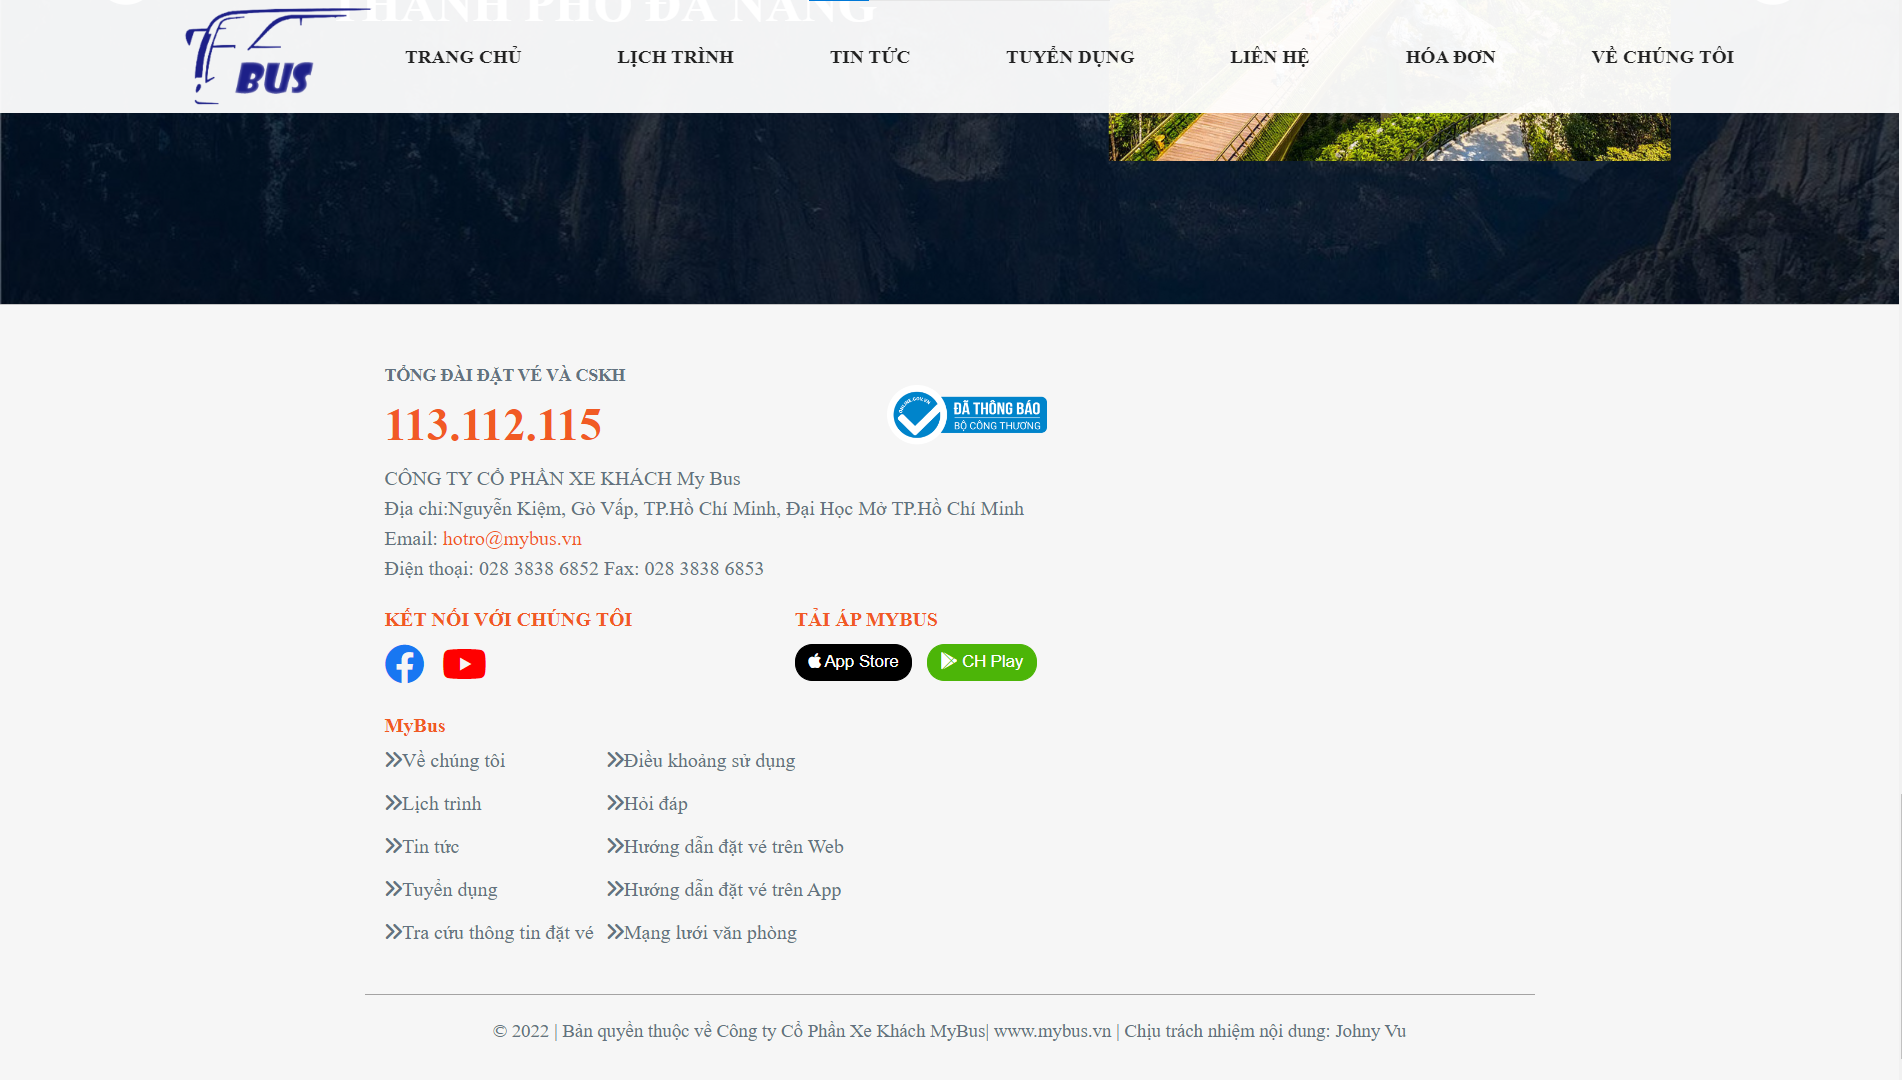 THÀNH PHỐ ĐÀ NẴNG
BUS
TRANG CHỦ
LỊCH TRÌNH
TIN TỨC
TUYỂN DỤNG
LIÊN HỆ
HÓA ĐƠN
VỀ CHÚNG TÔI
TỔNG ĐÀI ĐẶT VÉ VÀ CSKH
113.112.115
ONLINE.GOV.VN
ĐÃ THÔNG BÁO
BỘ CÔNG THƯƠNG
CÔNG TY CỔ PHẦN XE KHÁCH My Bus
Địa chỉ:Nguyễn Kiệm, Gò Vấp, TP.Hồ Chí Minh, Đại Học Mở TP.Hồ Chí Minh
Email: hotro@mybus.vn
Điện thoại: 028 3838 6852 Fax: 028 3838 6853
KẾT NỐI VỚI CHÚNG TÔI
TẢI ÁP MYBUS
App Store
CH Play
MyBus
Về chúng tôi
Điều khoảng sử dụng
Lịch trình
Hỏi đáp
Tin tức
Hướng dẫn đặt vé trên Web
Tuyển dụng
Hướng dẫn đặt vé trên App
Tra cứu thông tin đặt vé
Mạng lưới văn phòng
© 2022 | Bản quyền thuộc về Công ty Cổ Phần Xe Khách MyBus| www.mybus.vn | Chịu trách nhiệm nội dung: Johny Vu